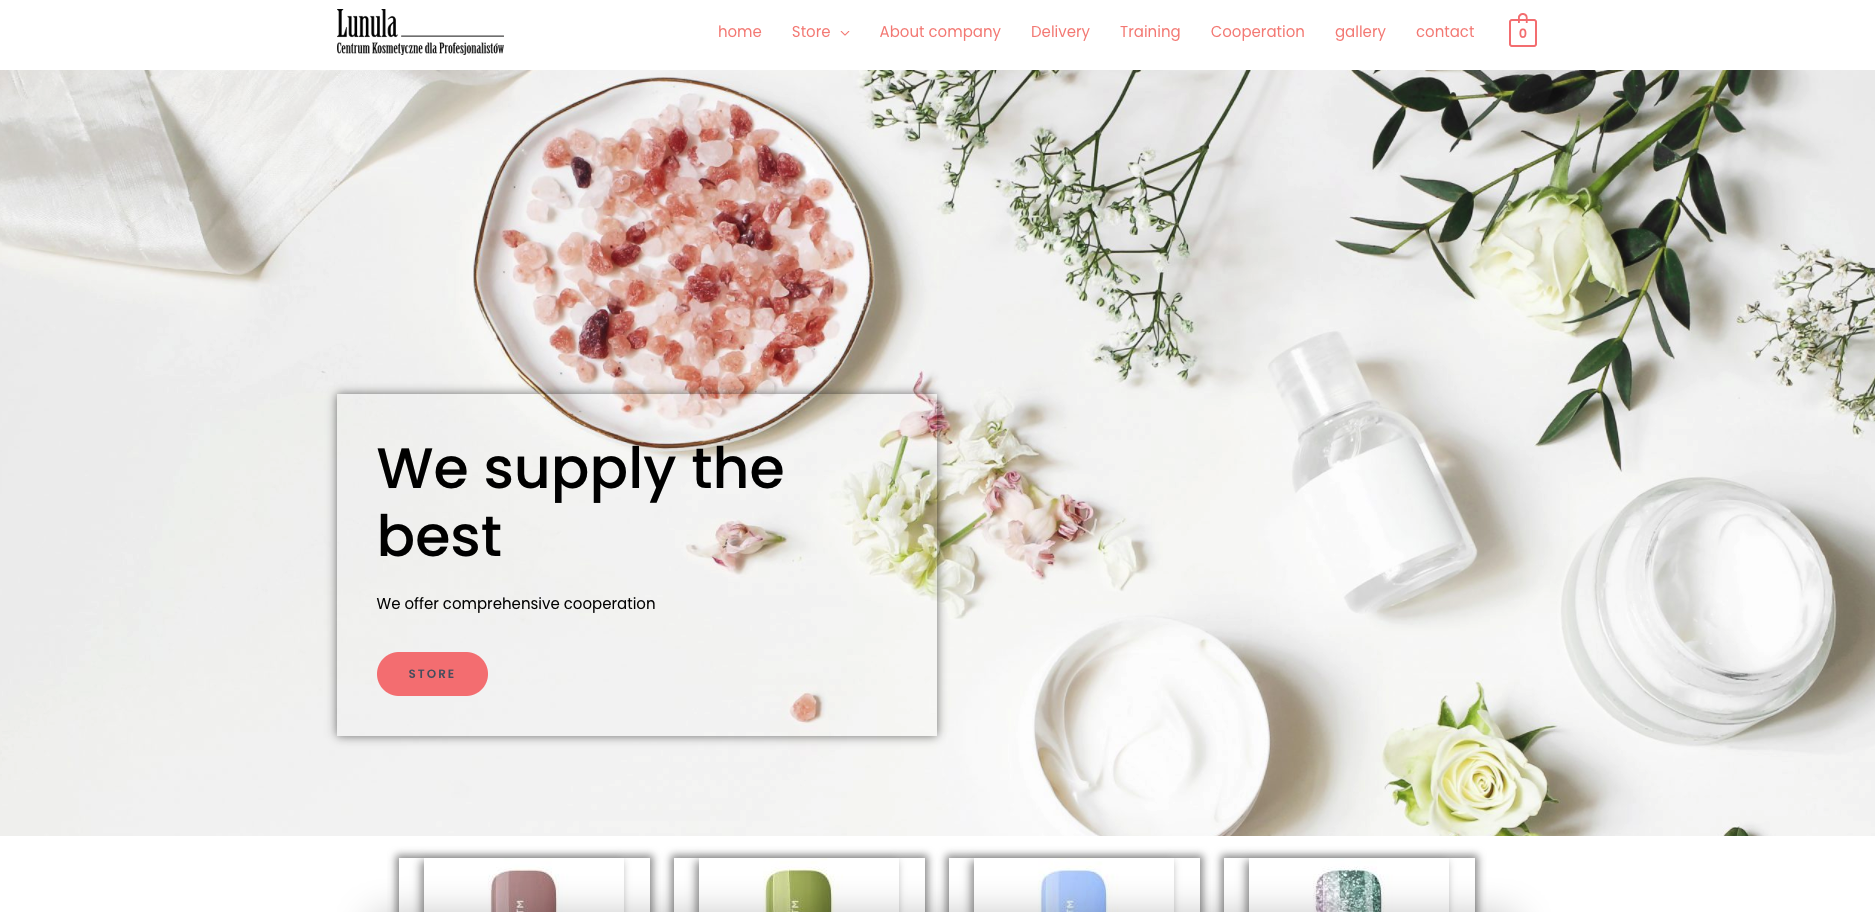 Lunula
Centrum Kosmetyczne dla Profesjonalistów
home Store About company Delivery Training Cooperation gallery contact 0
We supply the
best
We offer comprehensive cooperation
STORE